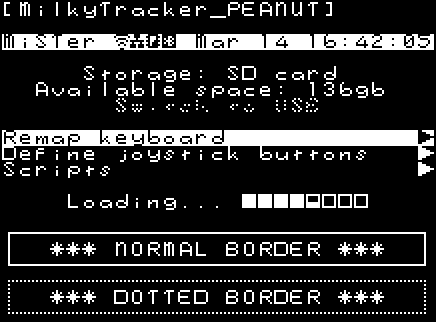 [MilkyTracker_PEANUT]
MiSTer Mar 14 16:42:05
Storage: SD card
Available space: 136gb
Switch to USB
Remap keyboard
Define joystick buttons
Scripts
Loading...
*** NORMAL BORDER ***
*** DOTTED BORDER ***